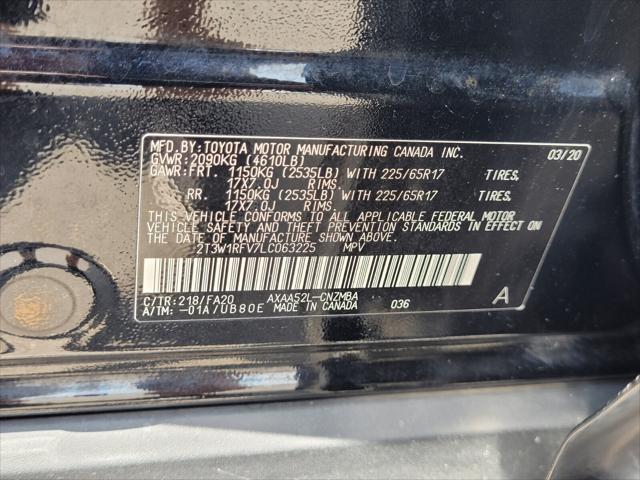 MFD.BY: TOYOTA MOTOR MANUFACTURING CANADA INC.
GVWR: 2090KG (4610LB) 03/20
GAWR: FRT. 1150KG (2535LB) WITH 225/65R17 TIRES,
17X7.0J RIMS.
RR. 1150KG (2535LB) WITH 225/65R17 TIRES,
17X7.0J RIMS.
THIS VEHICLE CONFORMS TO ALL APPLICABLE FEDERAL MOTOR
VEHICLE SAFETY AND THEFT PREVENTION STANDARDS IN EFFECT ON
THE DATE OF MANUFACTURE SHOWN ABOVE.
2T3W1RFV7LC063225 MPV
C/TR: 218/FA20 AXAA52L-CNZMBA
A/TM: -01A/UB80E MADE IN CANADA 036 A